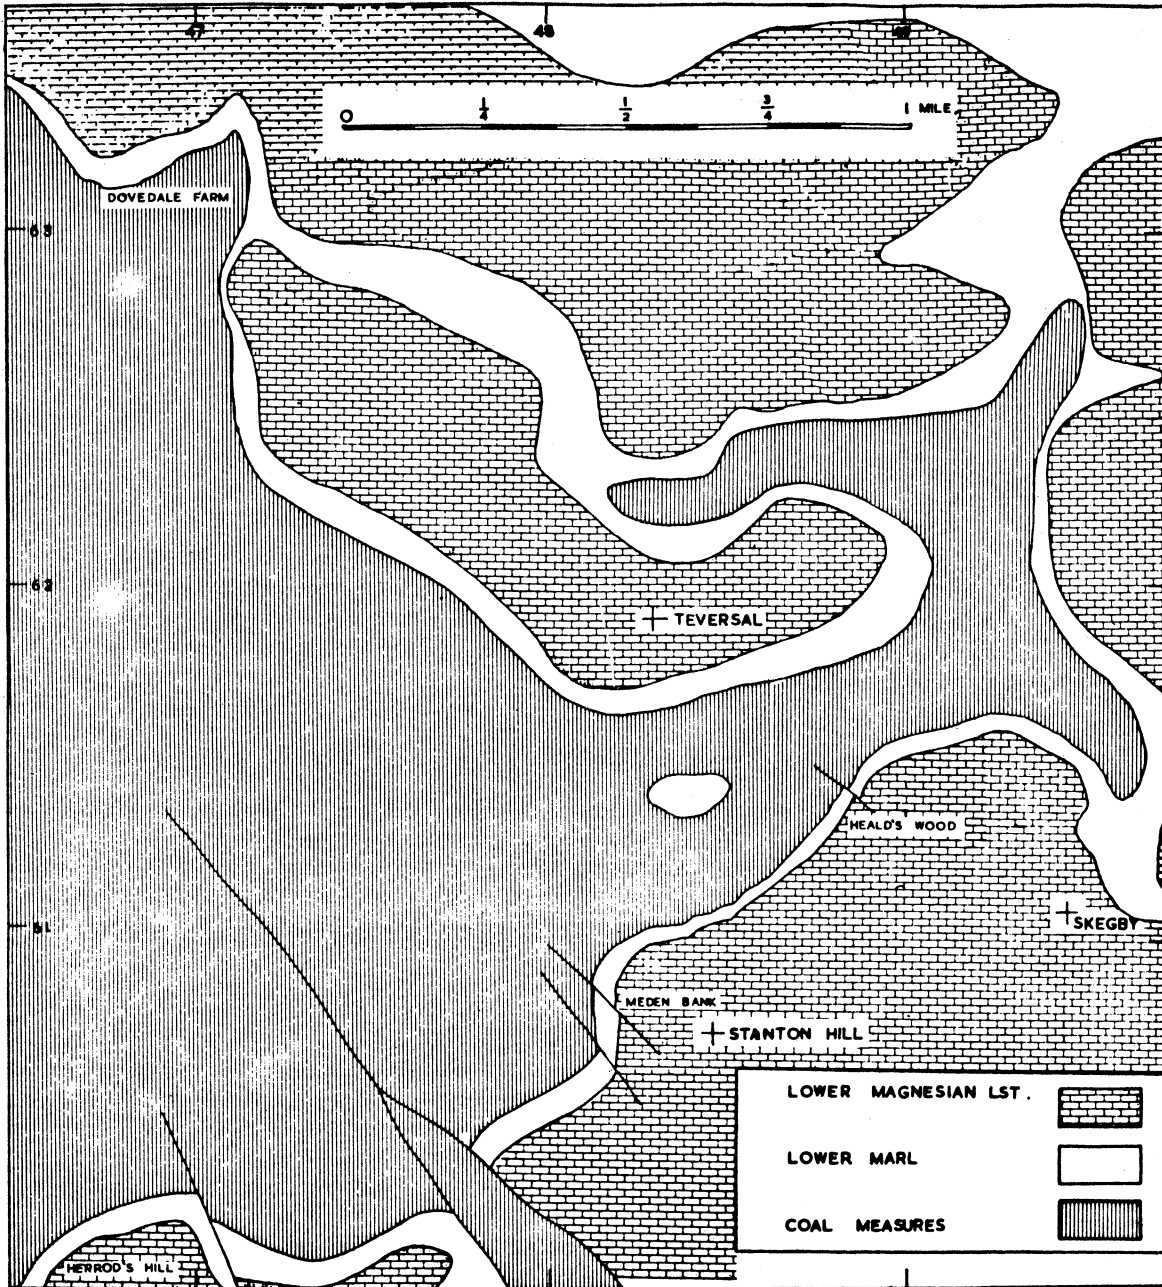 47 48 49
0 1/4 1/2 3/4 1 MILE.
DOVEDALE FARM
63
62
TEVERSAL
HEALD'S WOOD
SKEGBY
61
MEDEN BANK
STANTON HILL
LOWER MAGNESIAN LST.
LOWER MARL
COAL MEASURES
HERROD'S HILL